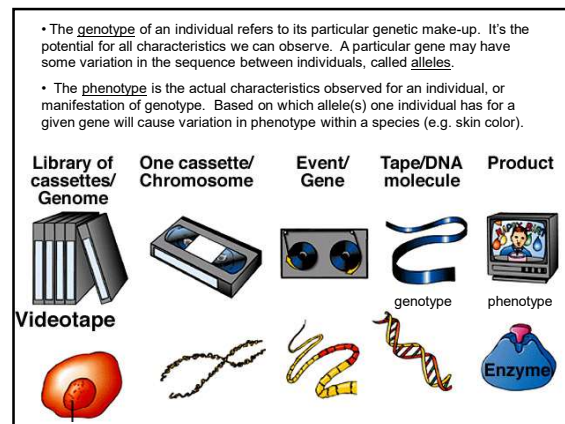 • The genotype of an individual refers to its particular genetic make-up.  It's the
potential for all characteristics we can observe.  A particular gene may have
some variation in the sequence between individuals, called alleles.
•  The phenotype is the actual characteristics observed for an individual, or
manifestation of genotype.  Based on which allele(s) one individual has for a
given gene will cause variation in phenotype within a species (e.g. skin color).
Library of
cassettes/
Genome
One cassette/
Chromosome
Event/
Gene
Tape/DNA
molecule
Product
genotype
phenotype
Videotape
Enzyme